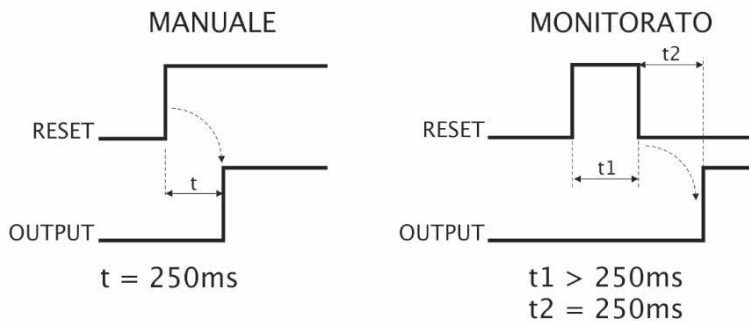 MANUALE
RESET
t
OUTPUT
t = 250ms
MONITORATO
t2
RESET
t1
OUTPUT
t1 > 250ms
t2 = 250ms